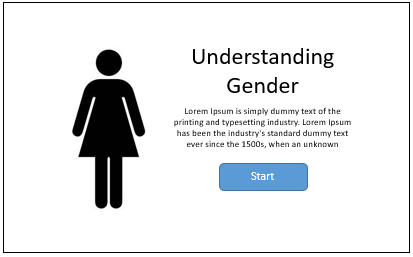 Understanding
Gender
Lorem Ipsum is simply dummy text of the
printing and typesetting industry. Lorem Ipsum
has been the industry's standard dummy text
ever since the 1500s, when an unknown
Start